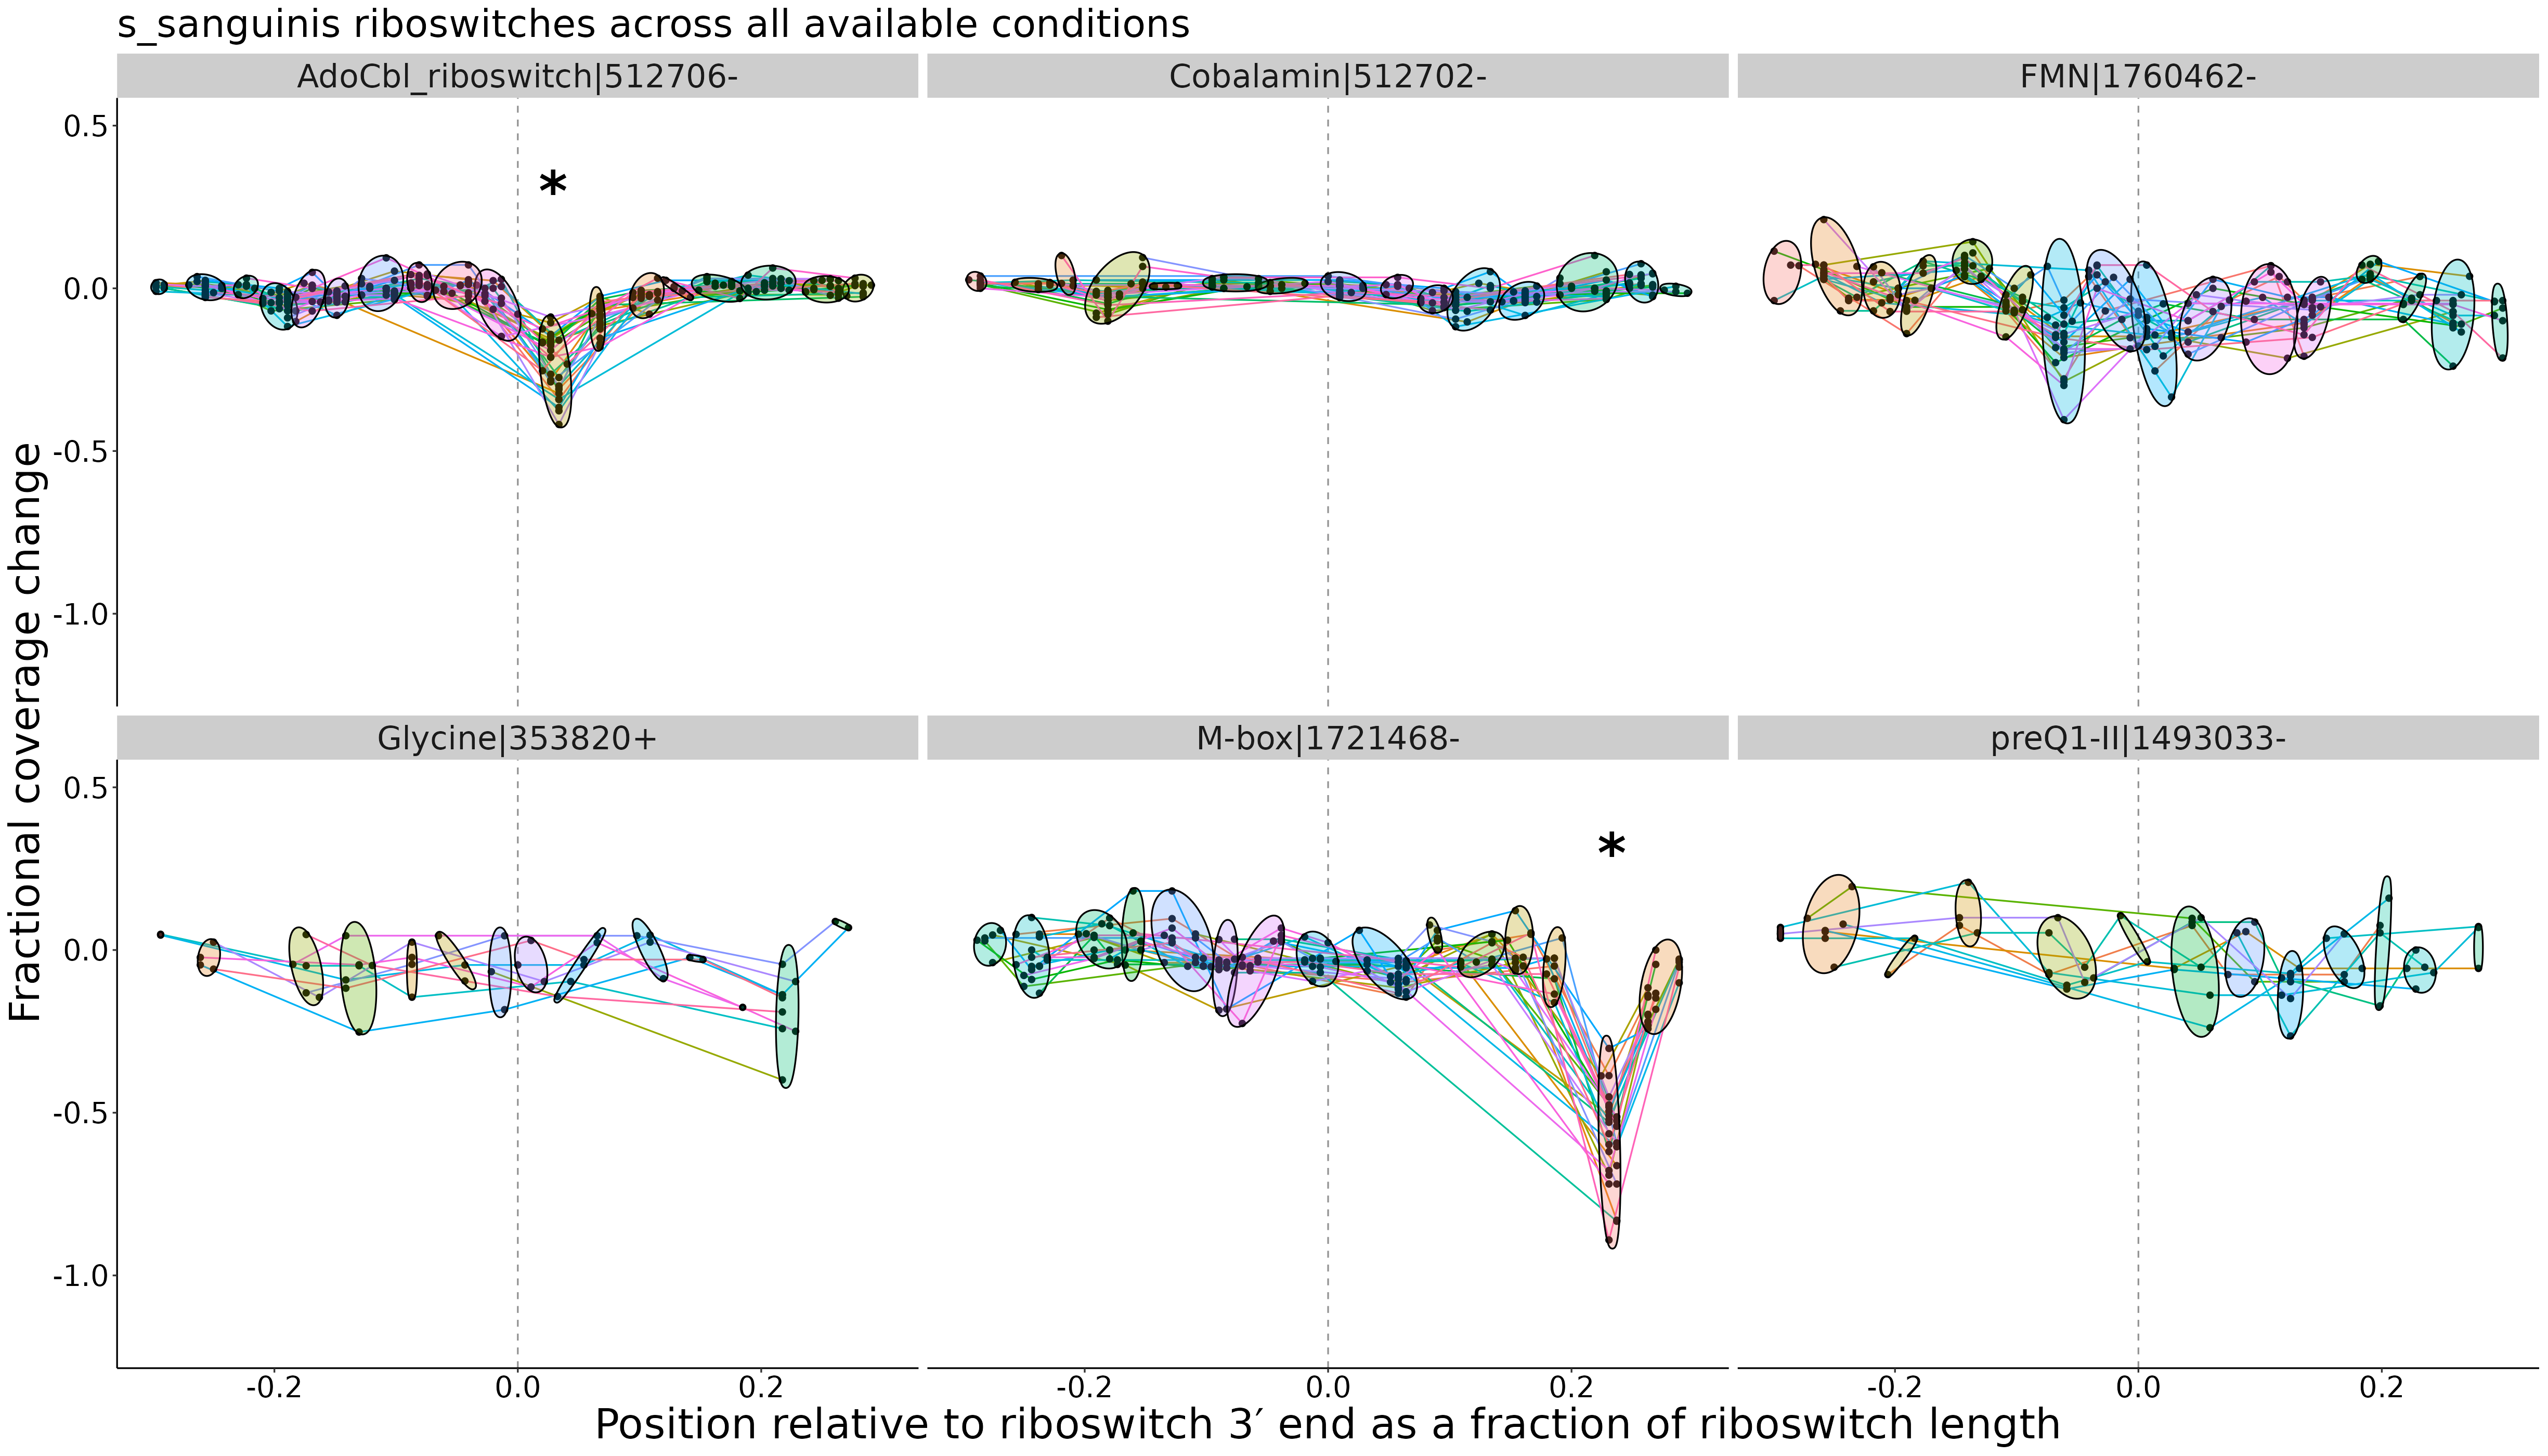 s_sanguinis riboswitches across all available conditions
AdoCbl_riboswitch|512706-
Cobalamin|512702-
FMN|1760462-
0.5
0.0
-0.5
-1.0
*
Glycine|353820+
M-box|1721468-
preQ1-II|1493033-
0.5
0.0
-0.5
-1.0
*
-0.2
0.0
0.2
-0.2
0.0
0.2
-0.2
0.0
0.2
Position relative to riboswitch 3′ end as a fraction of riboswitch length
Fractional coverage change